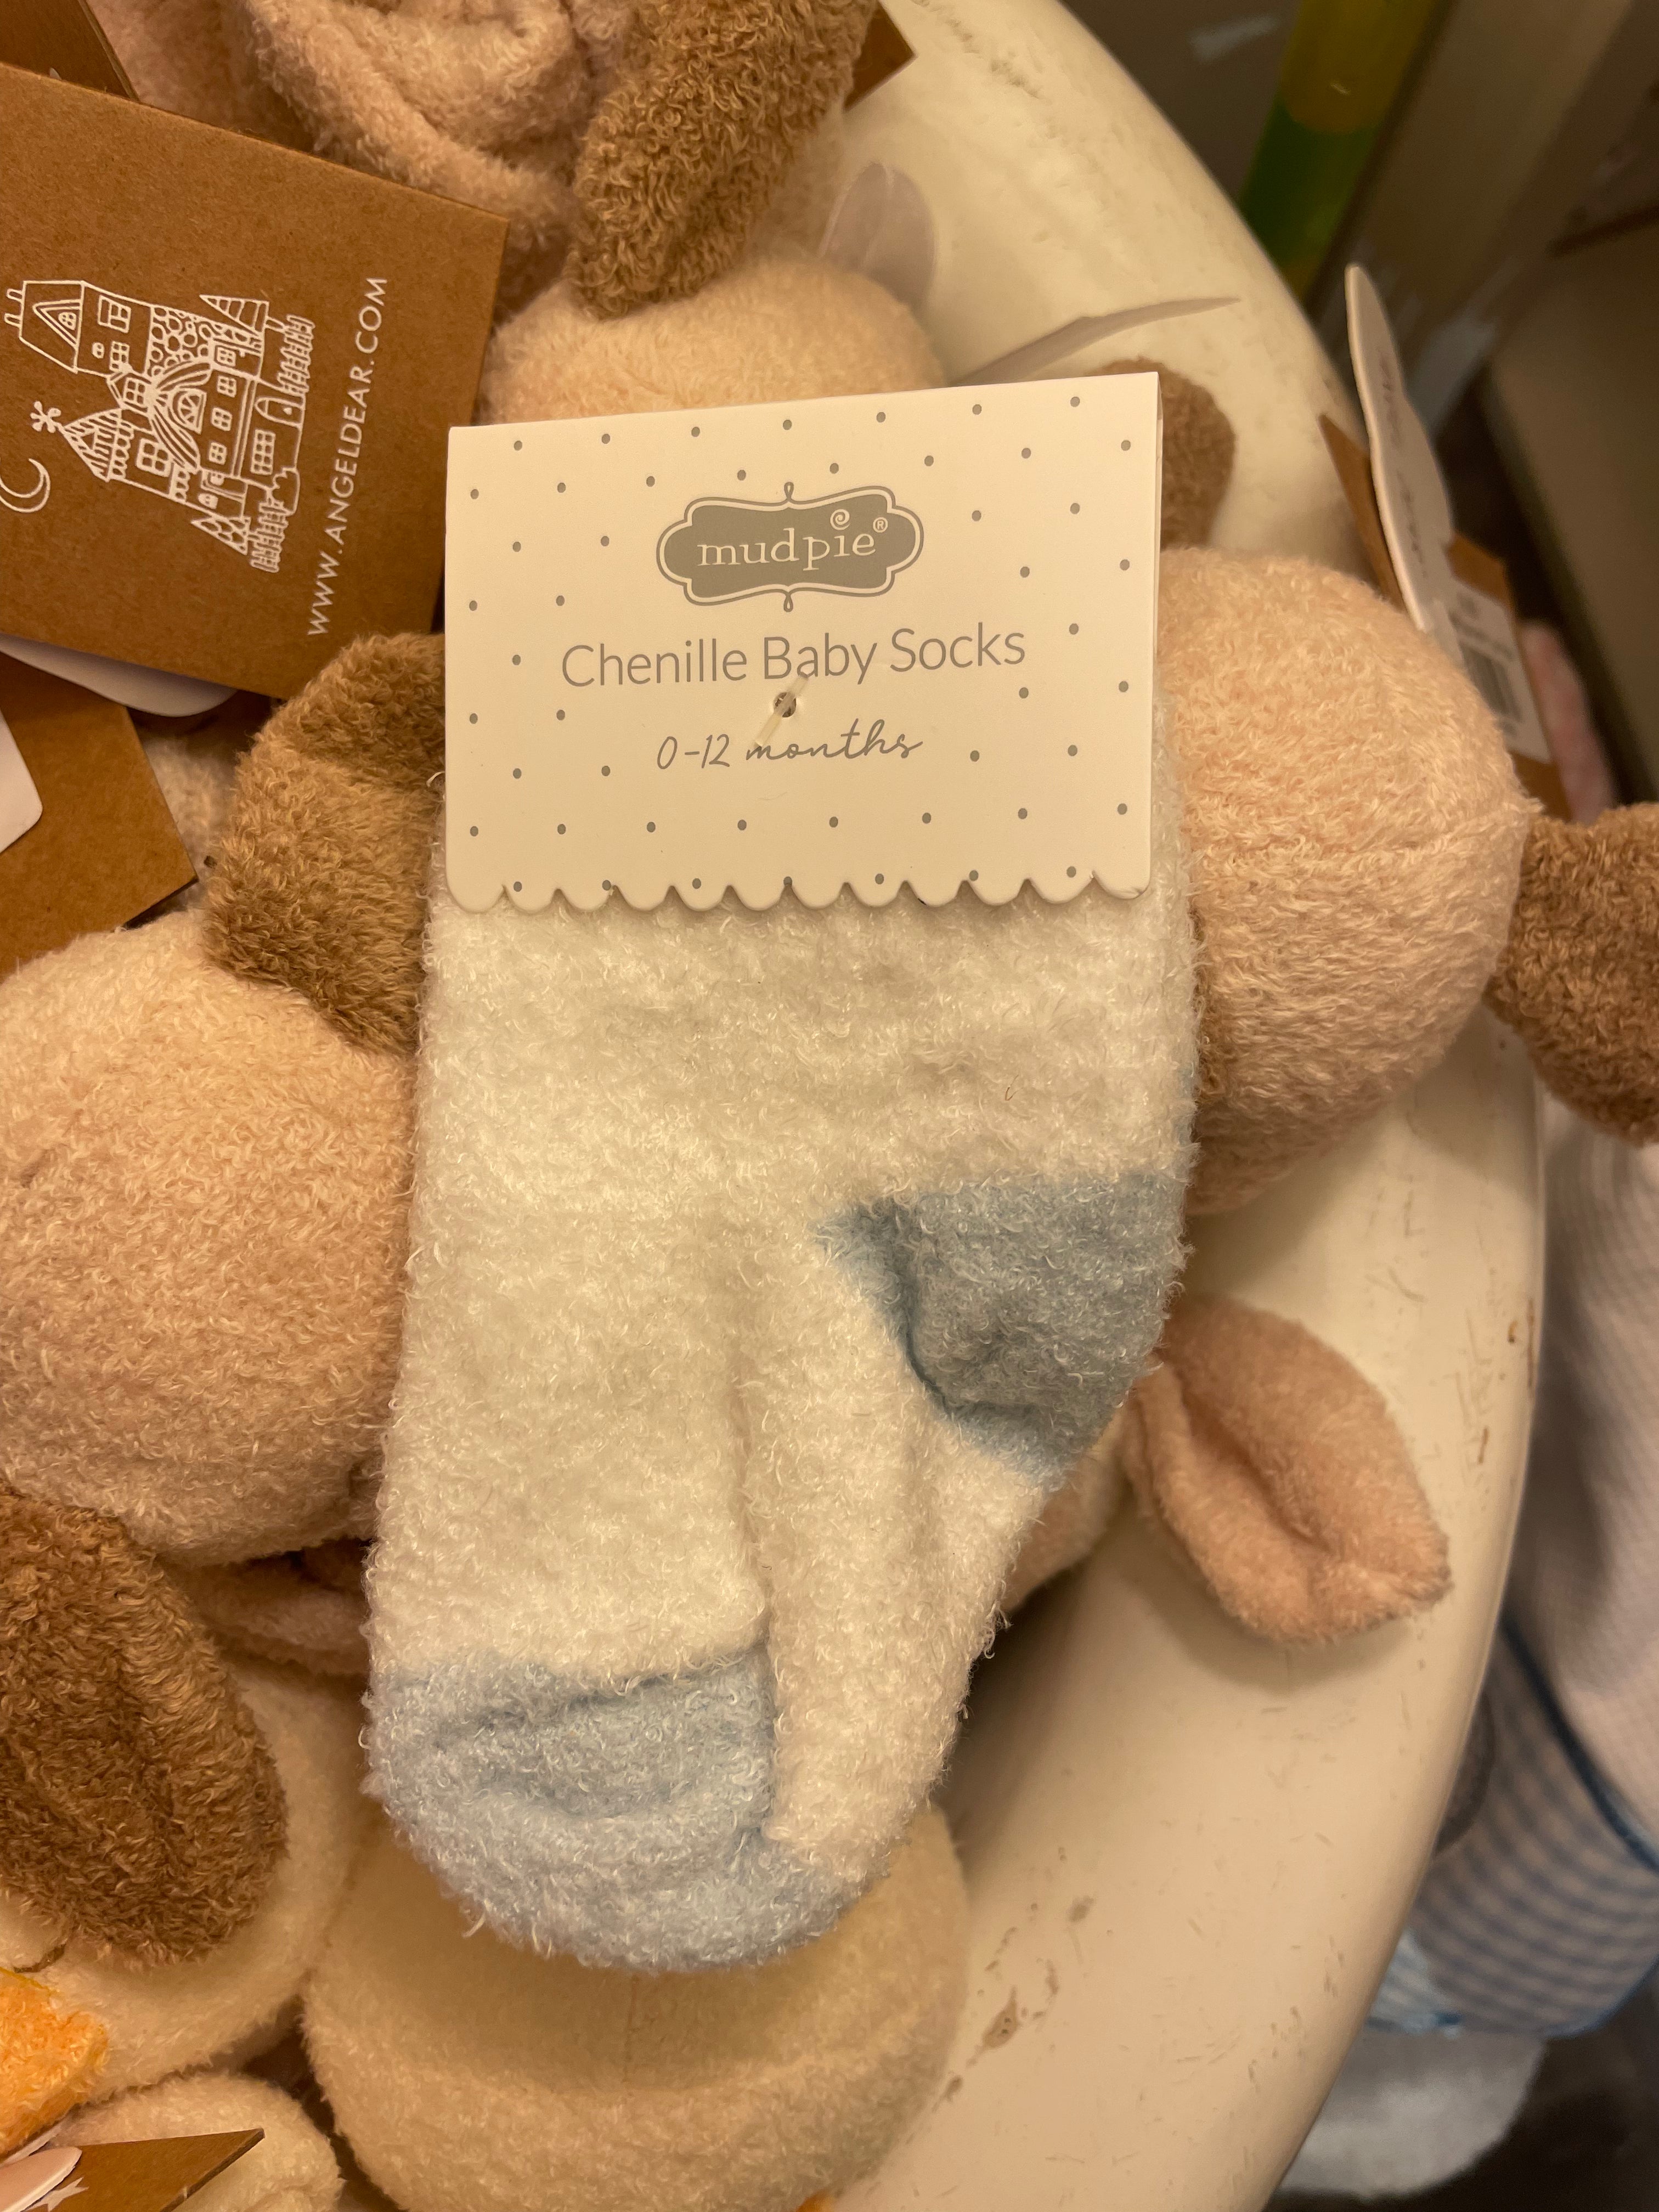 WWW.ANGELDEAR.COM
mudpie®
Chenille Baby Socks
0-12 months